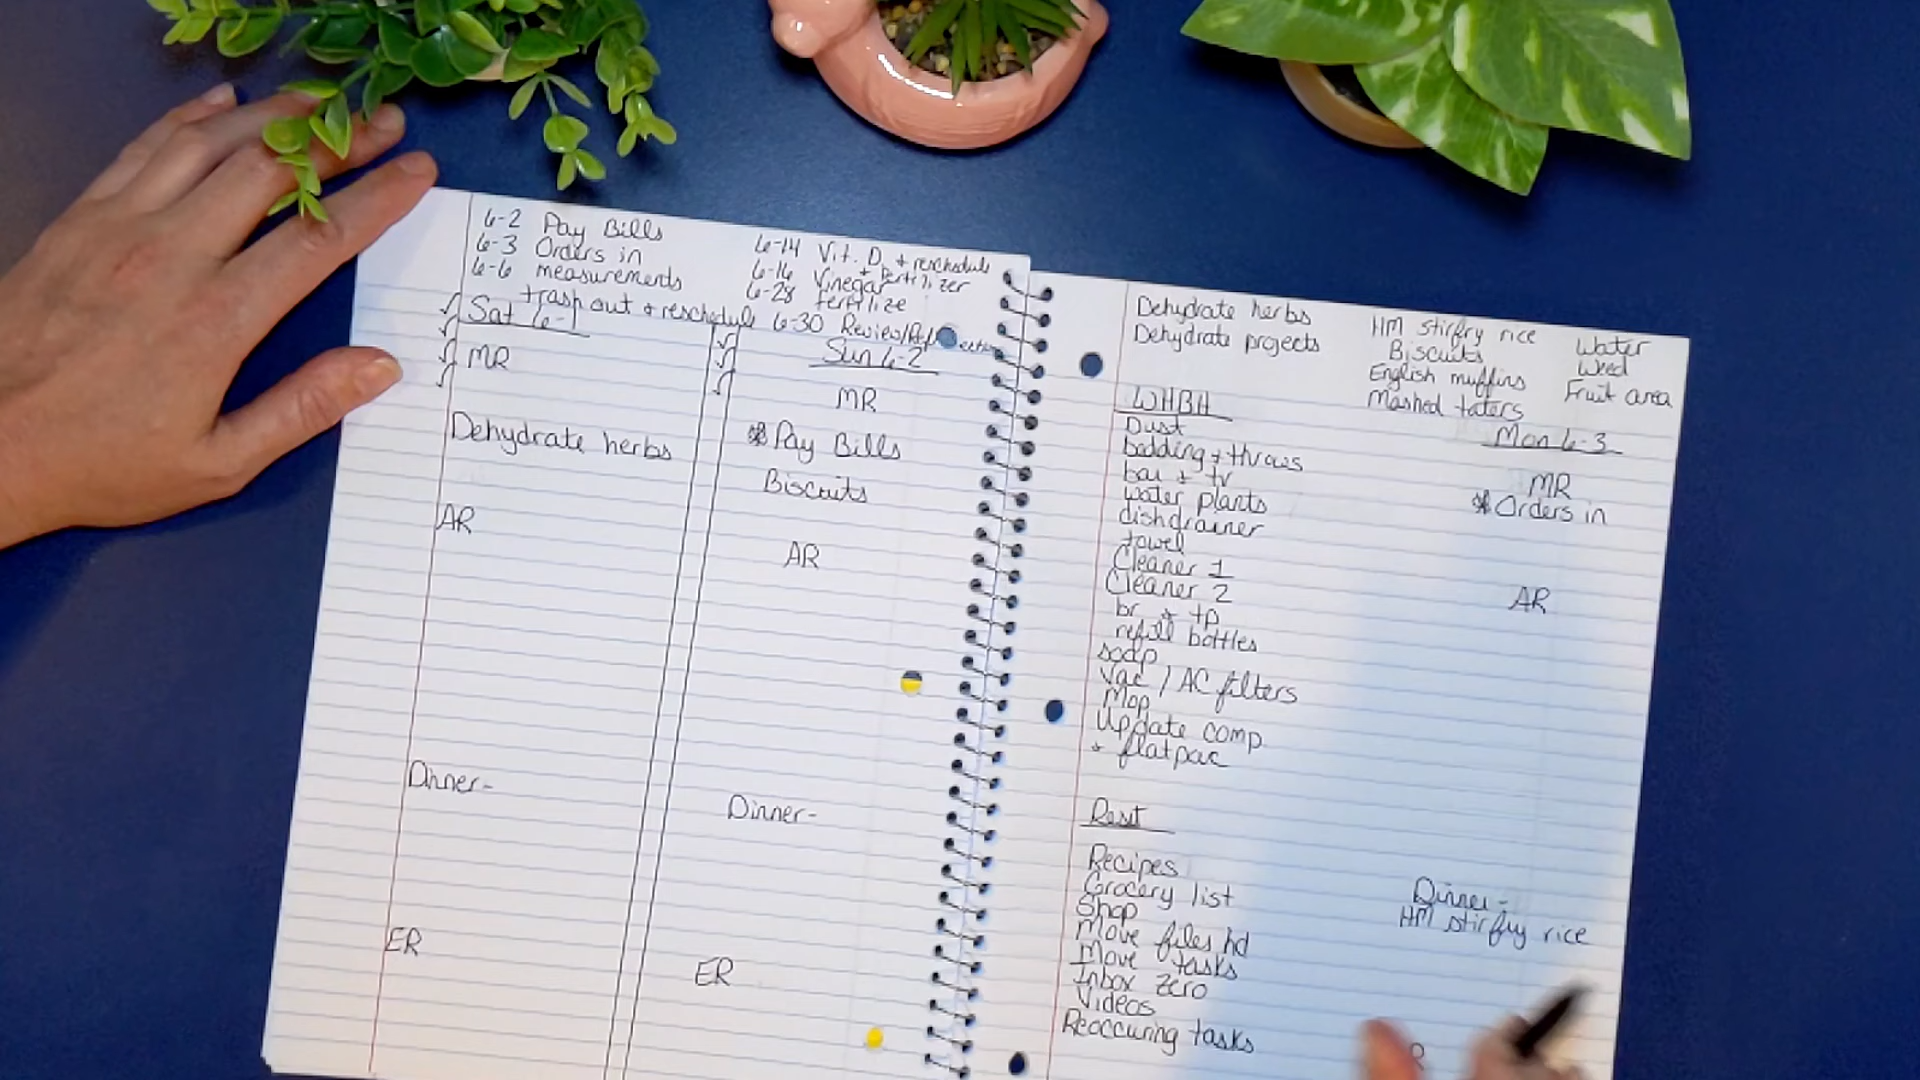 6-2 Pay Bills
6-3 Orders in
6-6 measurements
trash out & reschedule
6-14 Vit. D & reschedule
6-16 Vinegar + Fertilizer
6-28 fertilize
6-30 Review/Reflection
Sat 6-1
MR
Dehydrate herbs
AR
Dinner-
ER
Sun 6-2
MR
Pay Bills
Biscuits
AR
Dinner-
ER
Dehydrate herbs
Dehydrate projects
HM stirfry rice
Biscuits
English muffins
Mashed taters
Water
Weed
Fruit area
WHBH
Dust
bedding + throws
bar + tv
water plants
dishdrainer
towel
Cleaner 1
Cleaner 2
br + tp
refill bottles
soap
Vac / AC filters
Mop
Update comp
+ flatpac
Reset
Recipes
Grocery list
Shop
Move files hd
Move tasks
Inbox zero
Videos
Reoccuring tasks
Mon 6-3
MR
Orders in
AR
Dinner-
HM stirfry rice